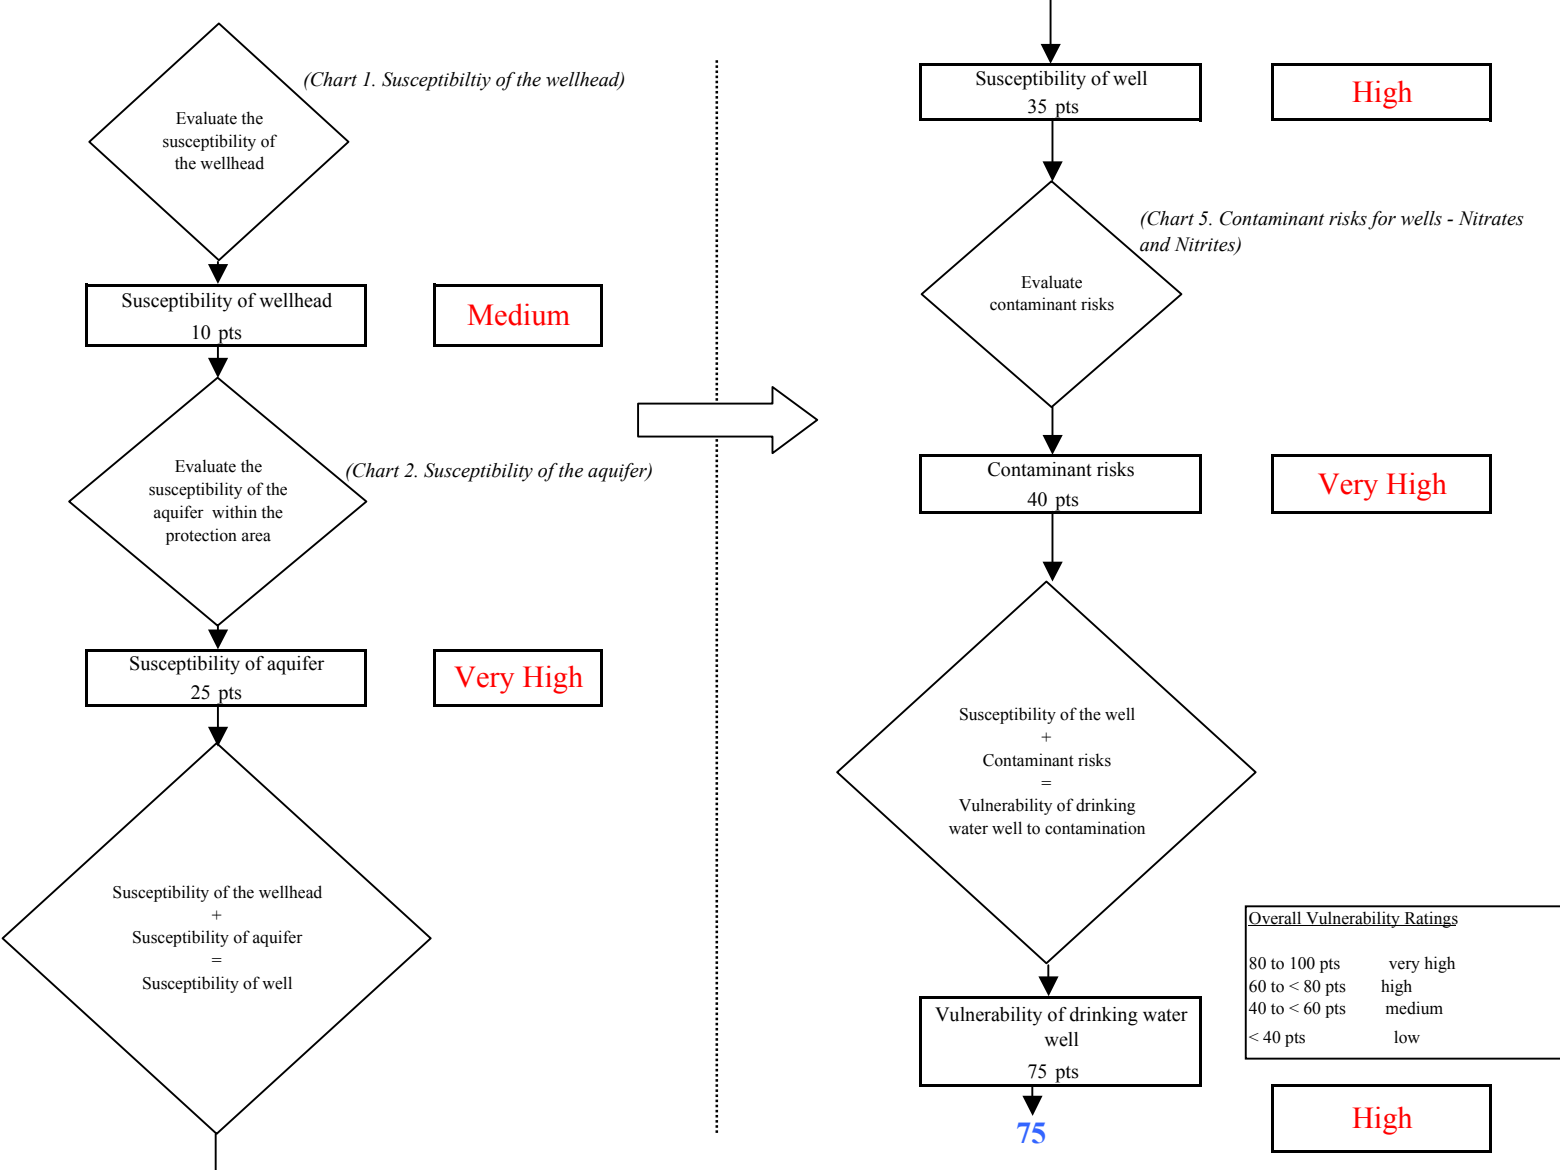 Evaluate the
susceptibility of
the wellhead
(Chart 1. Susceptibiltiy of the wellhead)
Susceptibility of wellhead
10 pts
Medium
Evaluate the
susceptibility of the
aquifer within the
protection area
(Chart 2. Susceptibility of the aquifer)
Susceptibility of aquifer
25 pts
Very High
Susceptibility of the wellhead
+
Susceptibility of aquifer
=
Susceptibility of well
Susceptibility of well
35 pts
High
(Chart 5. Contaminant risks for wells - Nitrates
and Nitrites)
Evaluate
contaminant risks
Contaminant risks
40 pts
Very High
Susceptibility of the well
+
Contaminant risks
=
Vulnerability of drinking
water well to contamination
Overall Vulnerability Ratings
80 to 100 pts very high
60 to < 80 pts high
40 to < 60 pts medium
< 40 pts low
Vulnerability of drinking water
well
75 pts
75
High